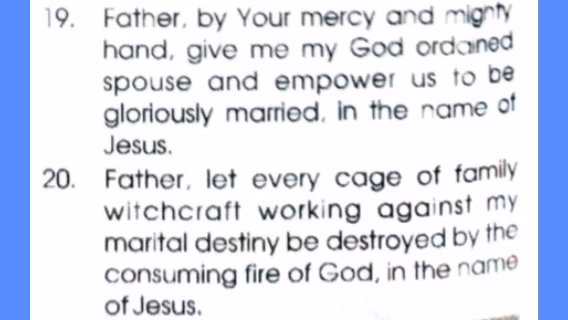 19. Father, by Your mercy and mighty
hand, give me my God ordained
spouse and empower us to be
gloriously married, in the name of
Jesus.
20. Father, let every cage of family
witchcraft working against my
marital destiny be destroyed by the
consuming fire of God, in the name
of Jesus.